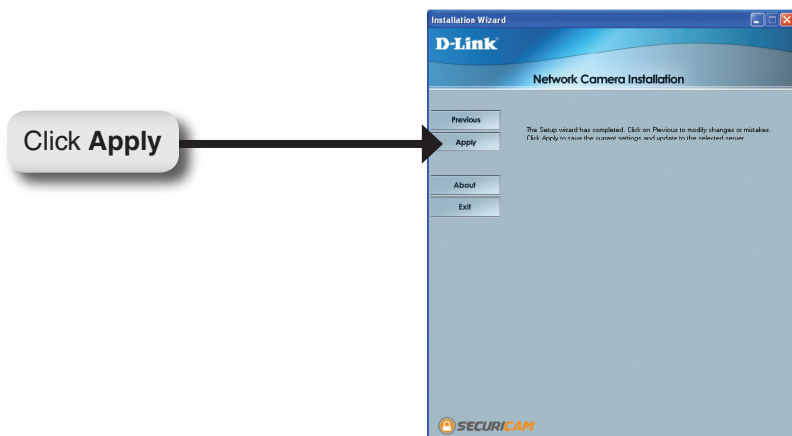 Installation Wizard
D-Link
Network Camera Installation
Click Apply
Previous
Apply
About
Exit
The Setup wizard has completed. Click on Previous to modify changes or mistakes.
Click Apply to save the current settings and update to the selected server
SECURICAM